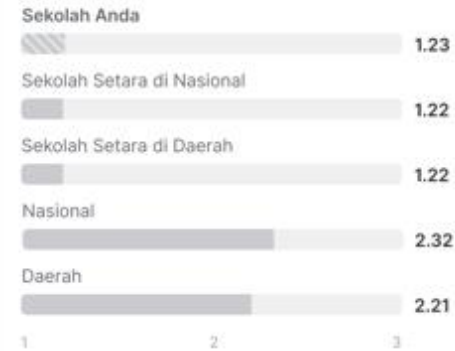 Sekolah Anda
1.23
Sekolah Setara di Nasional
1.22
Sekolah Setara di Daerah
1.22
Nasional
2.32
Daerah
2.21
1 2 3